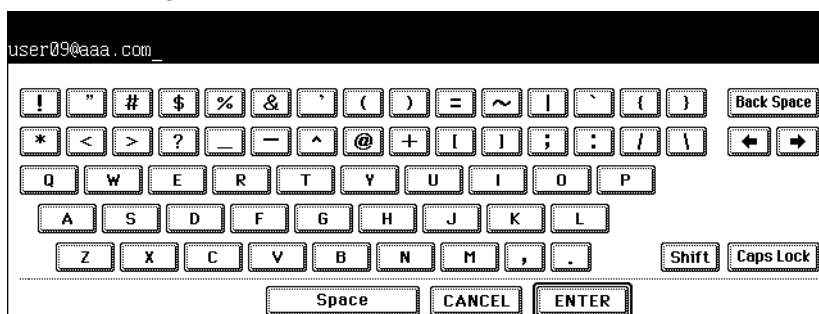 user09@aaa.com_
! " # $ % & ' ( ) = ~ | ` { } Back Space
* < > ? _ - ^ @ + [ ] ; : / \ ← →
Q W E R T Y U I O P
A S D F G H J K L
Z X C V B N M , . Shift Caps Lock
Space CANCEL ENTER